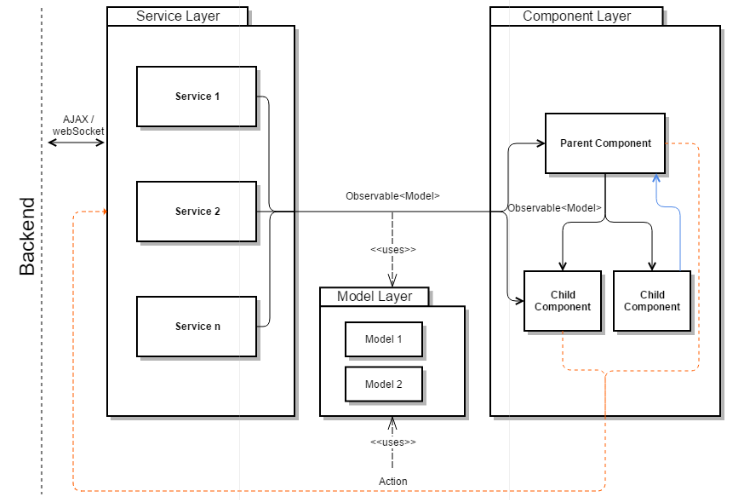 Service Layer
Component Layer
Service 1
AJAX /
webSocket
Parent Component
Observable<Model>
Service 2
Observable<Model>
Backend
<<uses>>
Model Layer
Child
Component
Child
Component
Service n
Model 1
Model 2
<<uses>>
Action